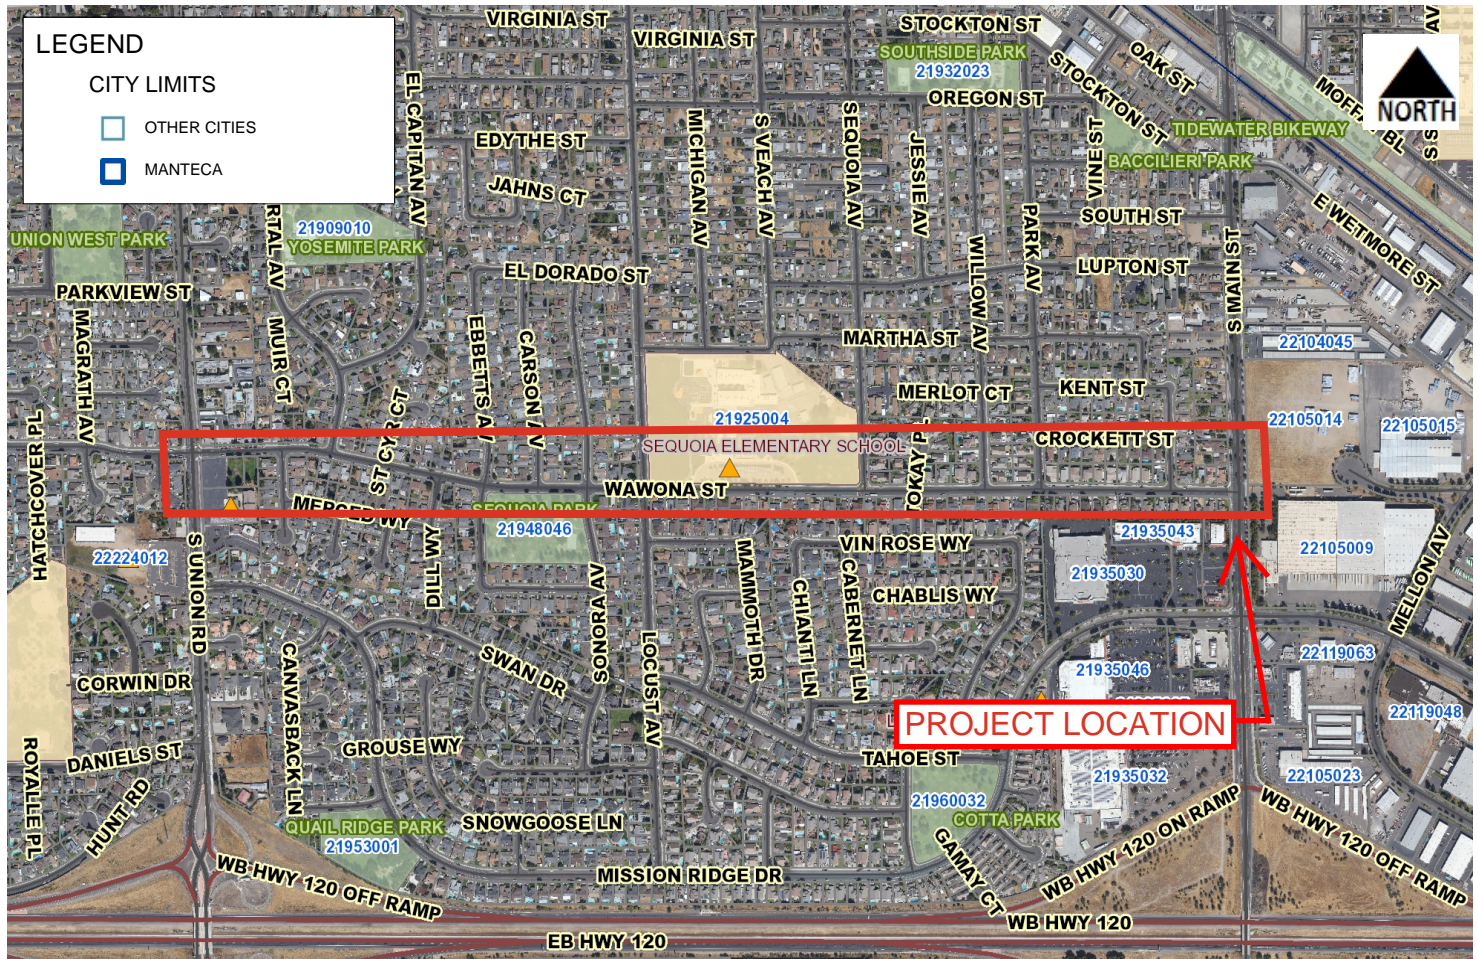 LEGEND
CITY LIMITS
OTHER CITIES
MANTECA
NORTH
VIRGINIA ST
VIRGINIA ST
STOCKTON ST
SOUTHSIDE PARK
21932023
OREGON ST
STOCKTON ST
OAK ST
TIDEWATER BIKEWAY
BACCILIERI PARK
VINE ST
EL CAPITAN AV
EDYTHE ST
JAHNS CT
MICHIGAN AV
S VEACH AV
SEQUOIA AV
JESSIE AV
PARK AV
WILLOW AV
SOUTH ST
LUPTON ST
S MAIN ST
E WETMORE ST
UNION WEST PARK
21909010
YOSEMITE PARK
EL DORADO ST
PARKVIEW ST
MAGRATH AV
MUIR CT
EBBETTS AV
CARSON AV
MARTHA ST
22104045
MERLOT CT
KENT ST
ST CYR CT
21925004
SEQUOIA ELEMENTARY SCHOOL
TOKAY PL
CROCKETT ST
22105014
22105015
HATCHCOVER PL
WAWONA ST
MERCED WY
SEQUOIA PARK
21948046
DILL WY
S UNION RD
22224012
VIN ROSE WY
21935043
21935030
22105009
MELLON AV
MAMMOTH DR
CHIANTI LN
CABERNET LN
CHABLIS WY
SONORA AV
LOCUST AV
SWAN DR
CANVASBACK LN
CORWIN DR
21935046
22119063
22119048
PROJECT LOCATION
GROUSE WY
DANIELS ST
ROYALLE PL
HUNT RD
TAHOE ST
21935032
22105023
21960032
COTTA PARK
QUAIL RIDGE PARK
21953001
SNOWGOOSE LN
GAMAY CT
MISSION RIDGE DR
WB HWY 120 OFF RAMP
WB HWY 120 ON RAMP
WB HWY 120 OFF RAMP
WB HWY 120
EB HWY 120